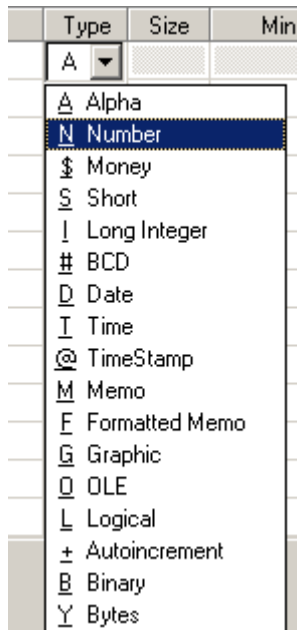 Type Size Min
A
A Alpha
N Number
$ Money
S Short
I Long Integer
# BCD
D Date
T Time
@ TimeStamp
M Memo
F Formatted Memo
G Graphic
O OLE
L Logical
+ Autoincrement
B Binary
Y Bytes